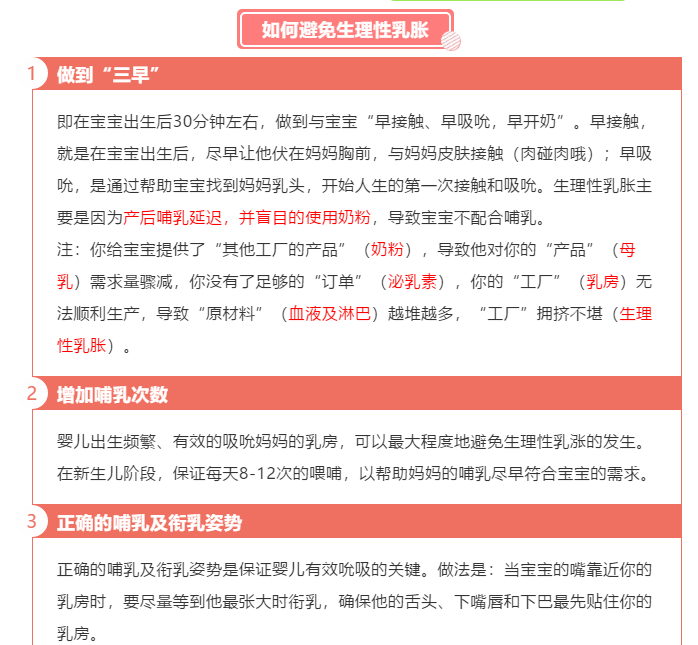 如何避免生理性乳胀
1 做到“三早”
即在宝宝出生后30分钟左右，做到与宝宝“早接触、早吸吮，早开奶”。早接触，
就是在宝宝出生后，尽早让他伏在妈妈胸前，与妈妈皮肤接触（肉碰肉哦）；早吸
吮，是通过帮助宝宝找到妈妈乳头，开始人生的第一次接触和吸吮。生理性乳胀主
要是因为产后哺乳延迟，并盲目的使用奶粉，导致宝宝不配合哺乳。
注：你给宝宝提供了“其他工厂的产品”（奶粉），导致他对你的“产品”（母
乳）需求量骤减，你没有了足够的“订单”（泌乳素），你的“工厂”（乳房）无
法顺利生产，导致“原材料”（血液及淋巴）越堆越多，“工厂”拥挤不堪（生理
性乳胀）。
2 增加哺乳次数
婴儿出生频繁、有效的吸吮妈妈的乳房，可以最大程度地避免生理性乳涨的发生。
在新生儿阶段，保证每天8-12次的喂哺，以帮助妈妈的哺乳尽早符合宝宝的需求。
3 正确的哺乳及衔乳姿势
正确的哺乳及衔乳姿势是保证婴儿有效吮吸的关键。做法是：当宝宝的嘴靠近你的
乳房时，要尽量等到他最张大时衔乳，确保他的舌头、下嘴唇和下巴最先贴住你的
乳房。